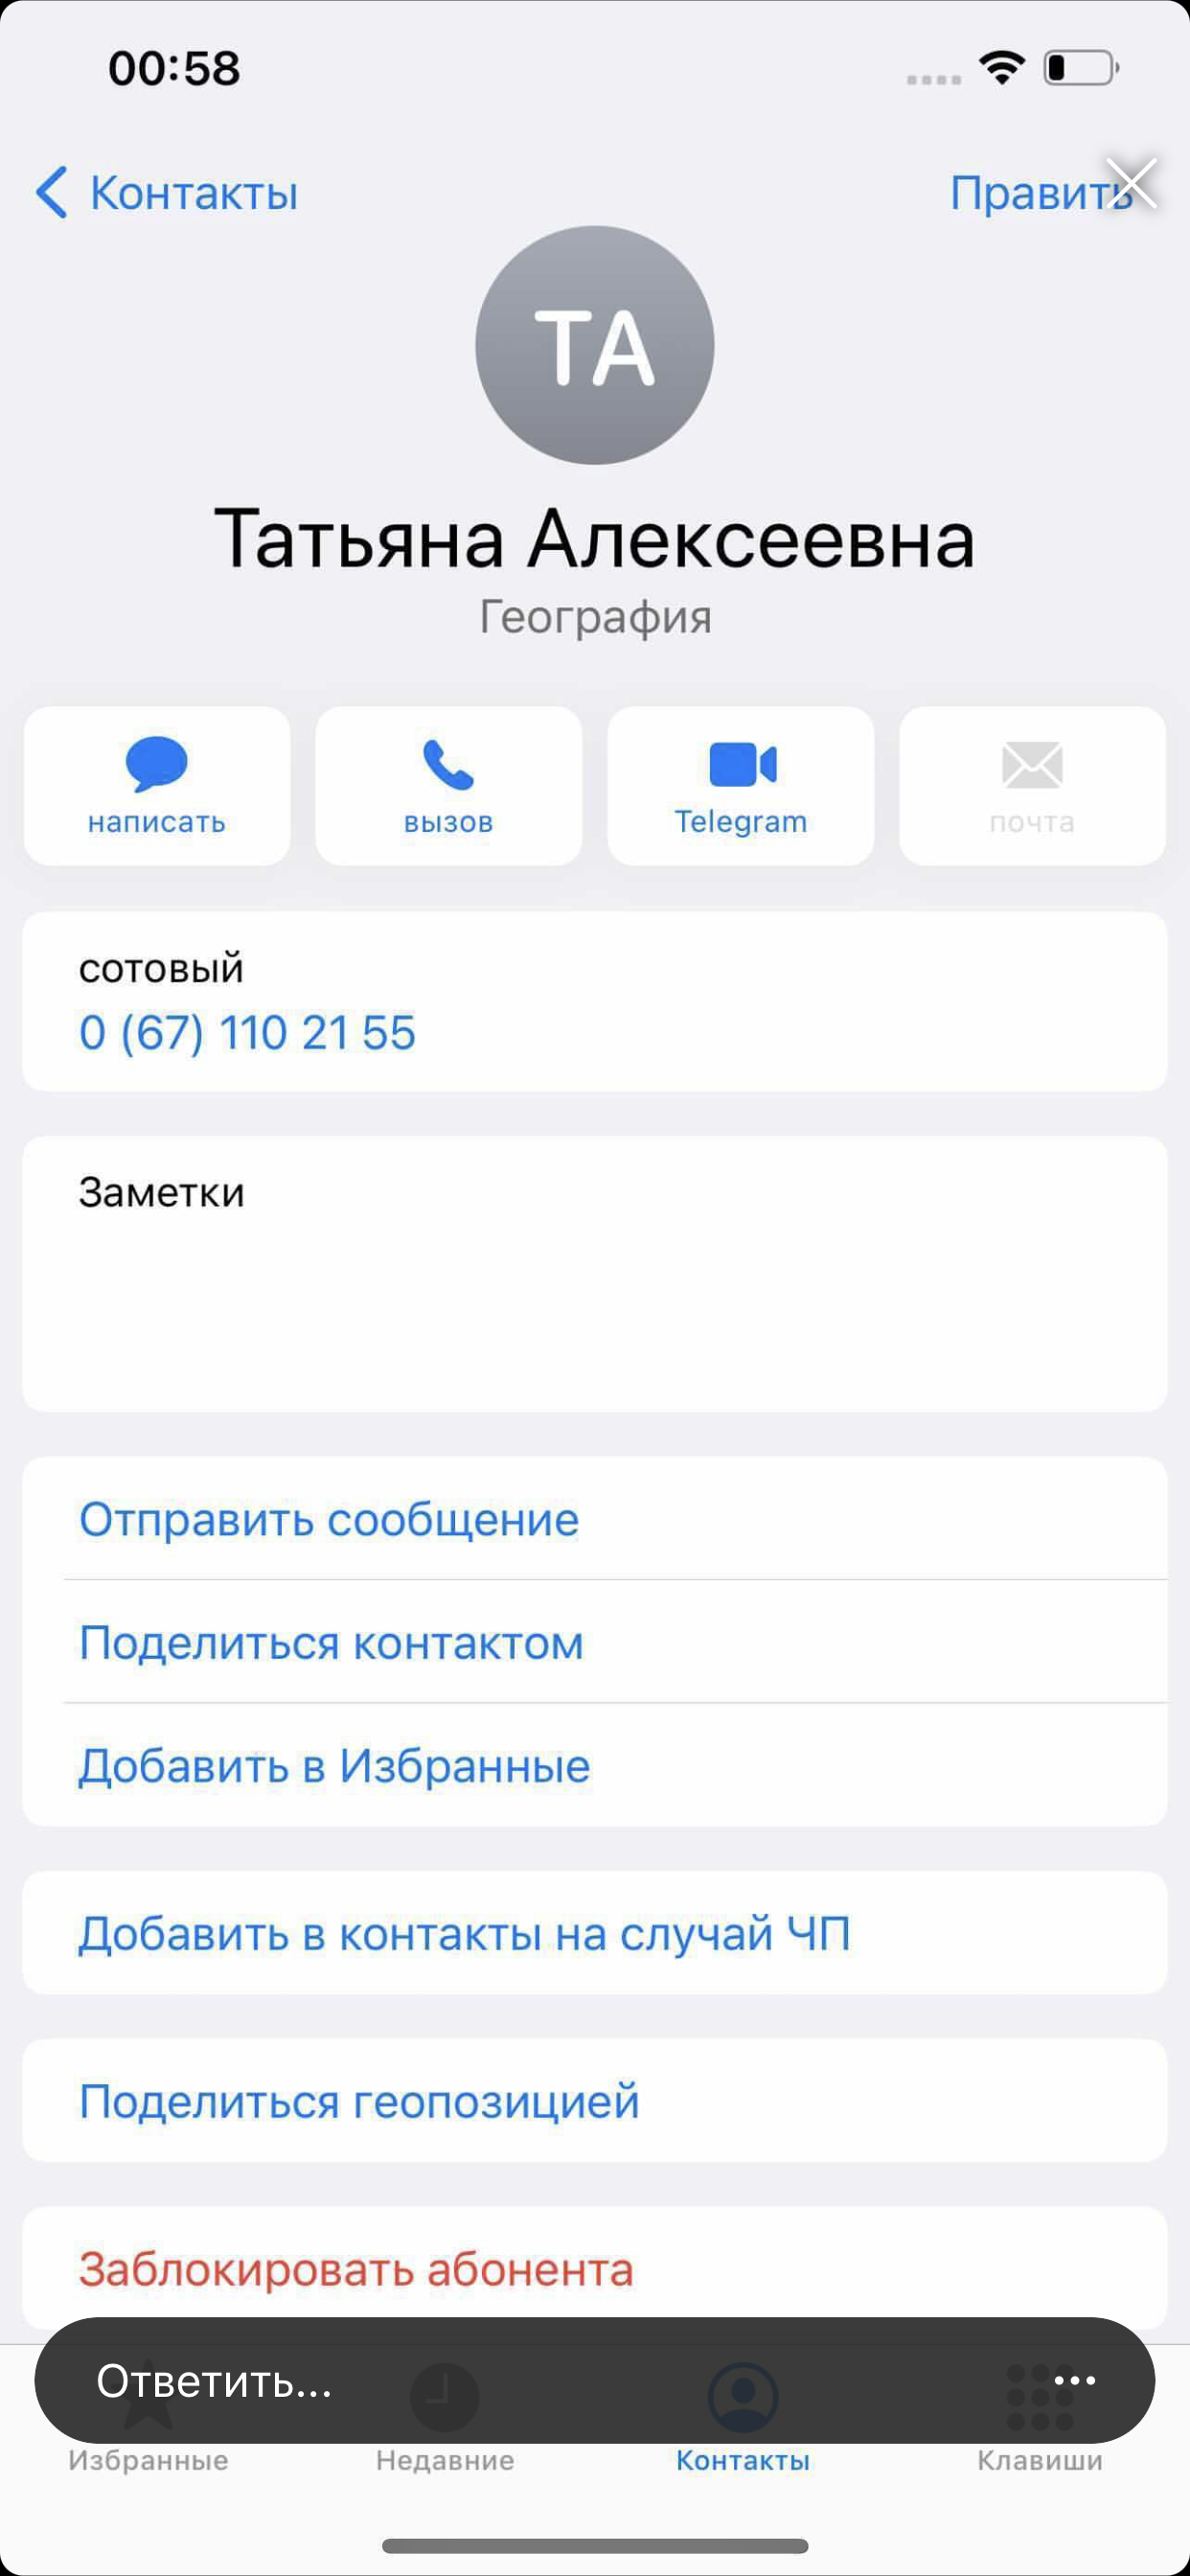 00:58
Контакты
Править
ТА
Татьяна Алексеевна
География
написать
вызов
Telegram
почта
сотовый
0 (67) 110 21 55
Заметки
Отправить сообщение
Поделиться контактом
Добавить в Избранные
Добавить в контакты на случай ЧП
Поделиться геопозицией
Заблокировать абонента
Ответить...
Избранные
Недавние
Контакты
Клавиши